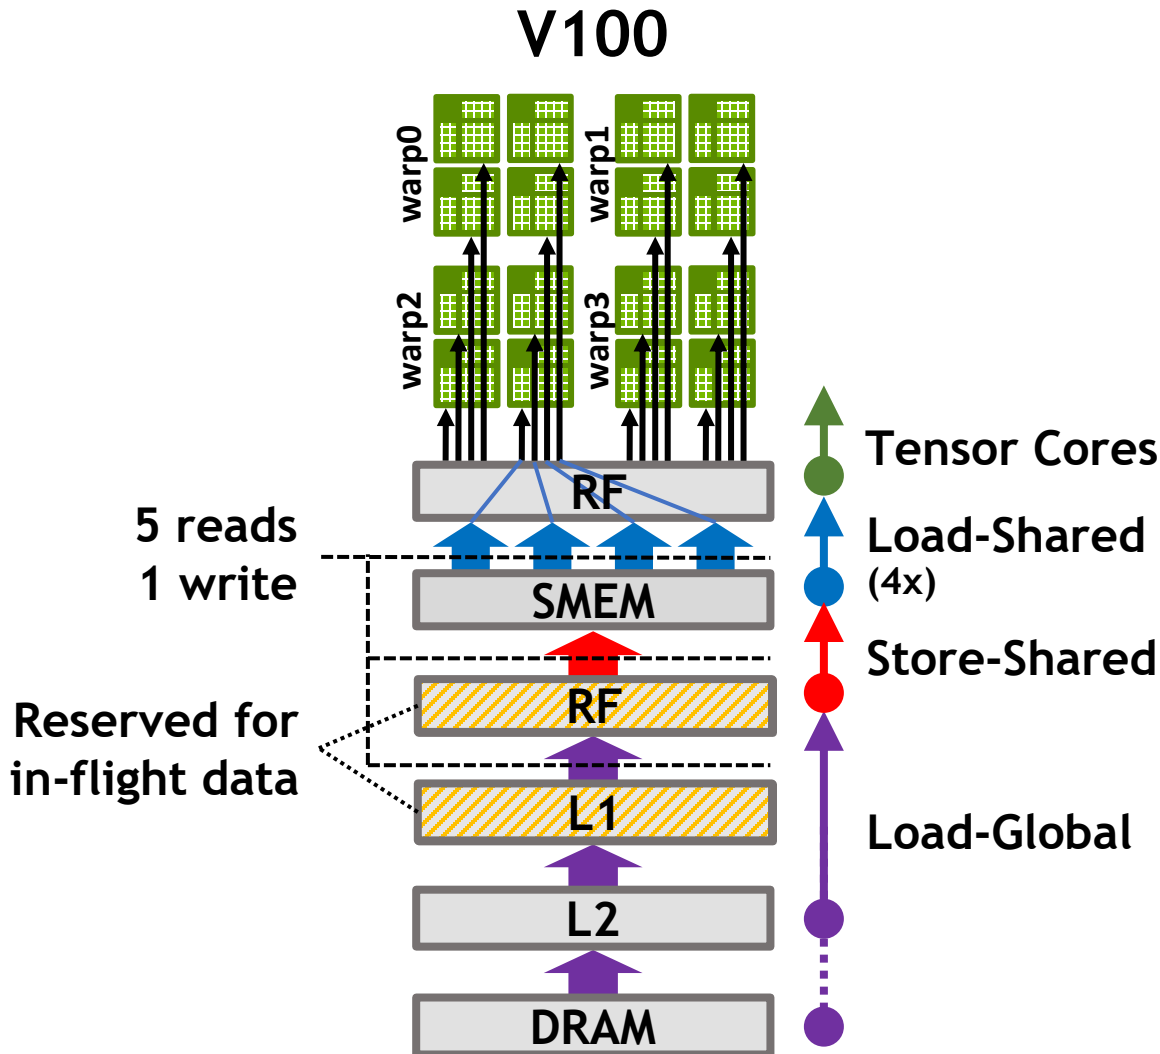 V100
warp0
warp1
warp2
warp3
Tensor Cores
RF
5 reads
1 write
Load-Shared
(4x)
SMEM
Store-Shared
RF
Reserved for
in-flight data
L1
Load-Global
L2
DRAM